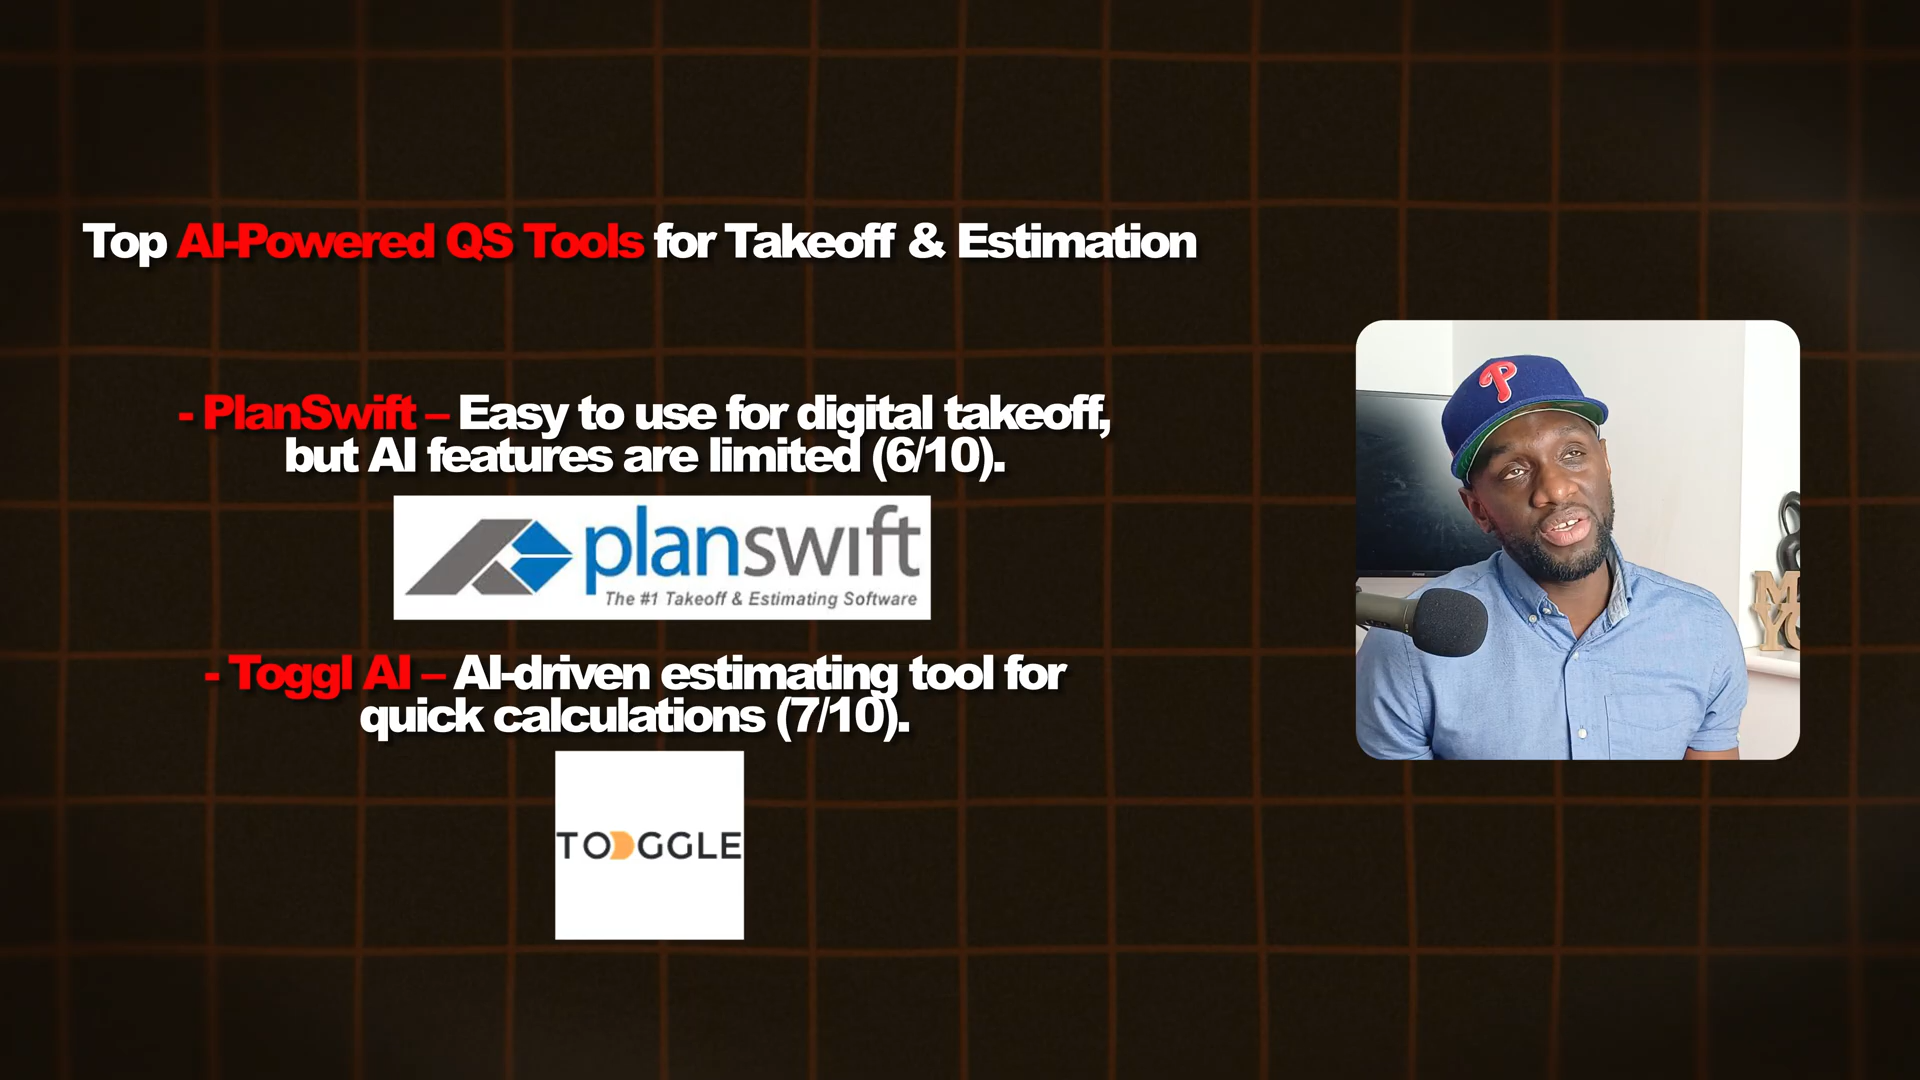 Top AI-Powered QS Tools for Takeoff & Estimation
- PlanSwift – Easy to use for digital takeoff,
but AI features are limited (6/10).
planswift
The #1 Takeoff & Estimating Software
- Toggl AI – AI-driven estimating tool for
quick calculations (7/10).
TOGGLE
P